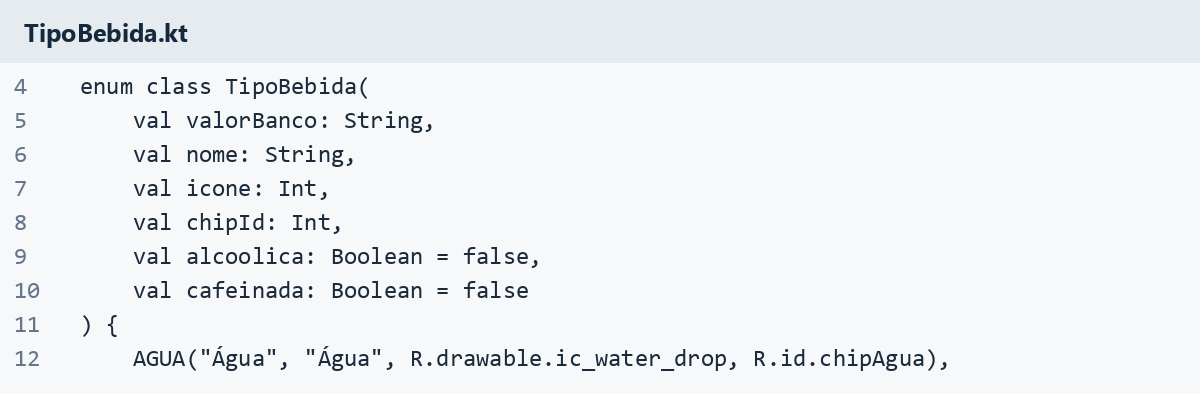 TipoBebida.kt
4 enum class TipoBebida(
5 val valorBanco: String,
6 val nome: String,
7 val icone: Int,
8 val chipId: Int,
9 val alcoolica: Boolean = false,
10 val cafeinada: Boolean = false
11 ) {
12 AGUA("Água", "Água", R.drawable.ic_water_drop, R.id.chipAgua),